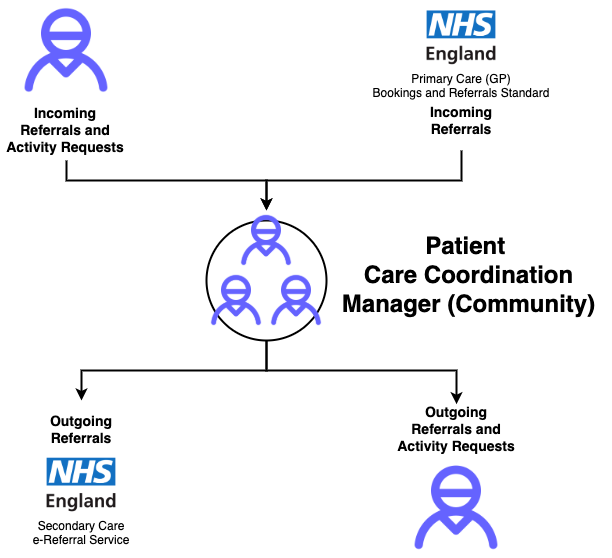 NHS
England
Primary Care (GP)
Bookings and Referrals Standard
Incoming
Referrals and
Activity Requests
Incoming
Referrals
Patient
Care Coordination
Manager (Community)
Outgoing
Referrals
NHS
England
Secondary Care
e-Referral Service
Outgoing
Referrals and
Activity Requests